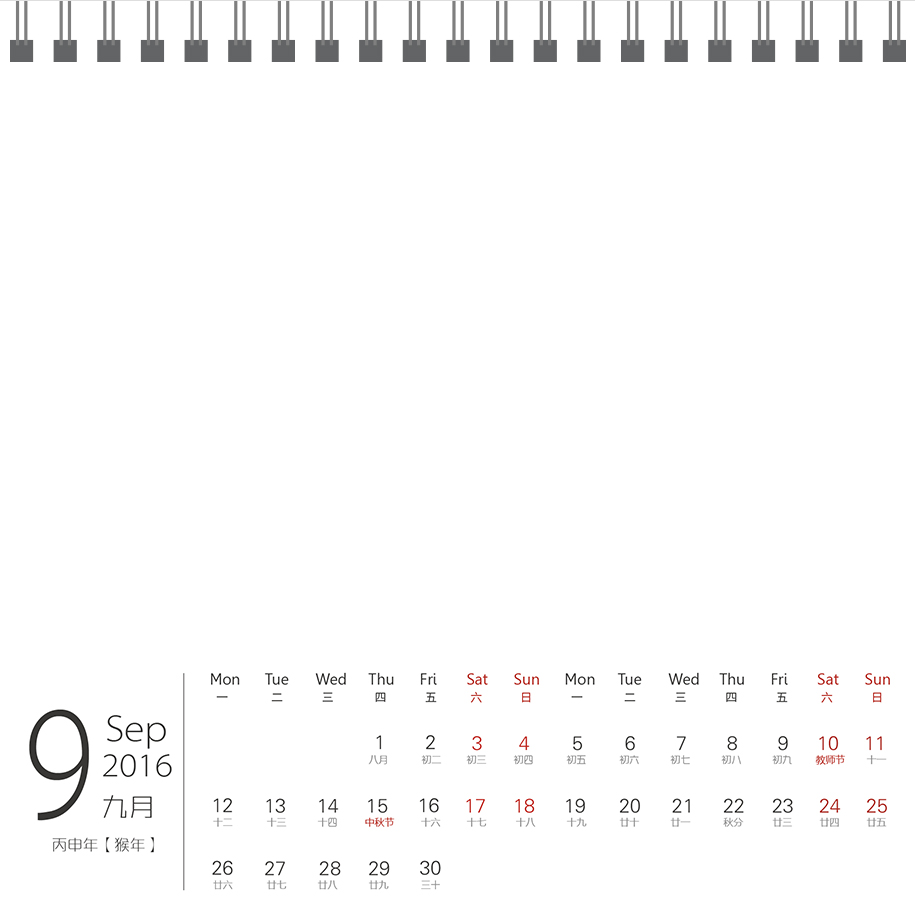 9
Sep
2016
九月
丙申年【猴年】
Mon Tue Wed Thu Fri Sat Sun Mon Tue Wed Thu Fri Sat Sun
一 二 三 四 五 六 日 一 二 三 四 五 六 日
1 2 3 4 5 6 7 8 9 10 11
八月 初二 初三 初四 初五 初六 初七 初八 初九 教师节 十一
12 13 14 15 16 17 18 19 20 21 22 23 24 25
十二 十三 十四 中秋节 十六 十七 十八 十九 廿十 廿一 秋分 廿三 廿四 廿五
26 27 28 29 30
廿六 廿七 廿八 廿九 三十